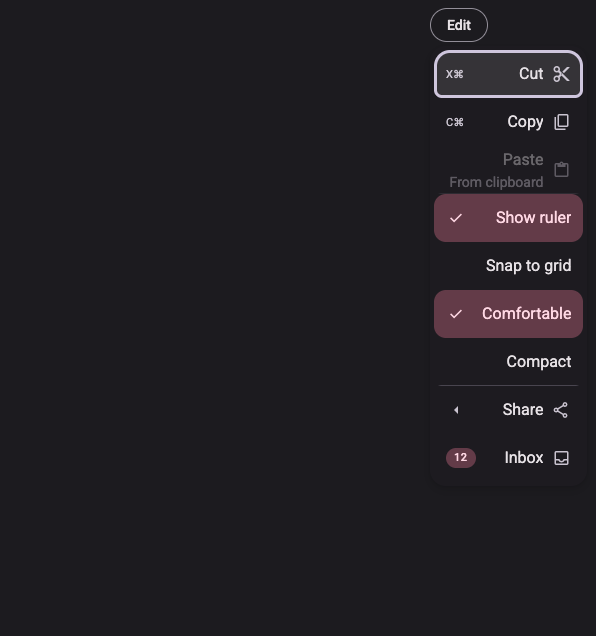 Edit
Cut X⌘
Copy C⌘
Paste
From clipboard
Show ruler
Snap to grid
Comfortable
Compact
Share
Inbox 12